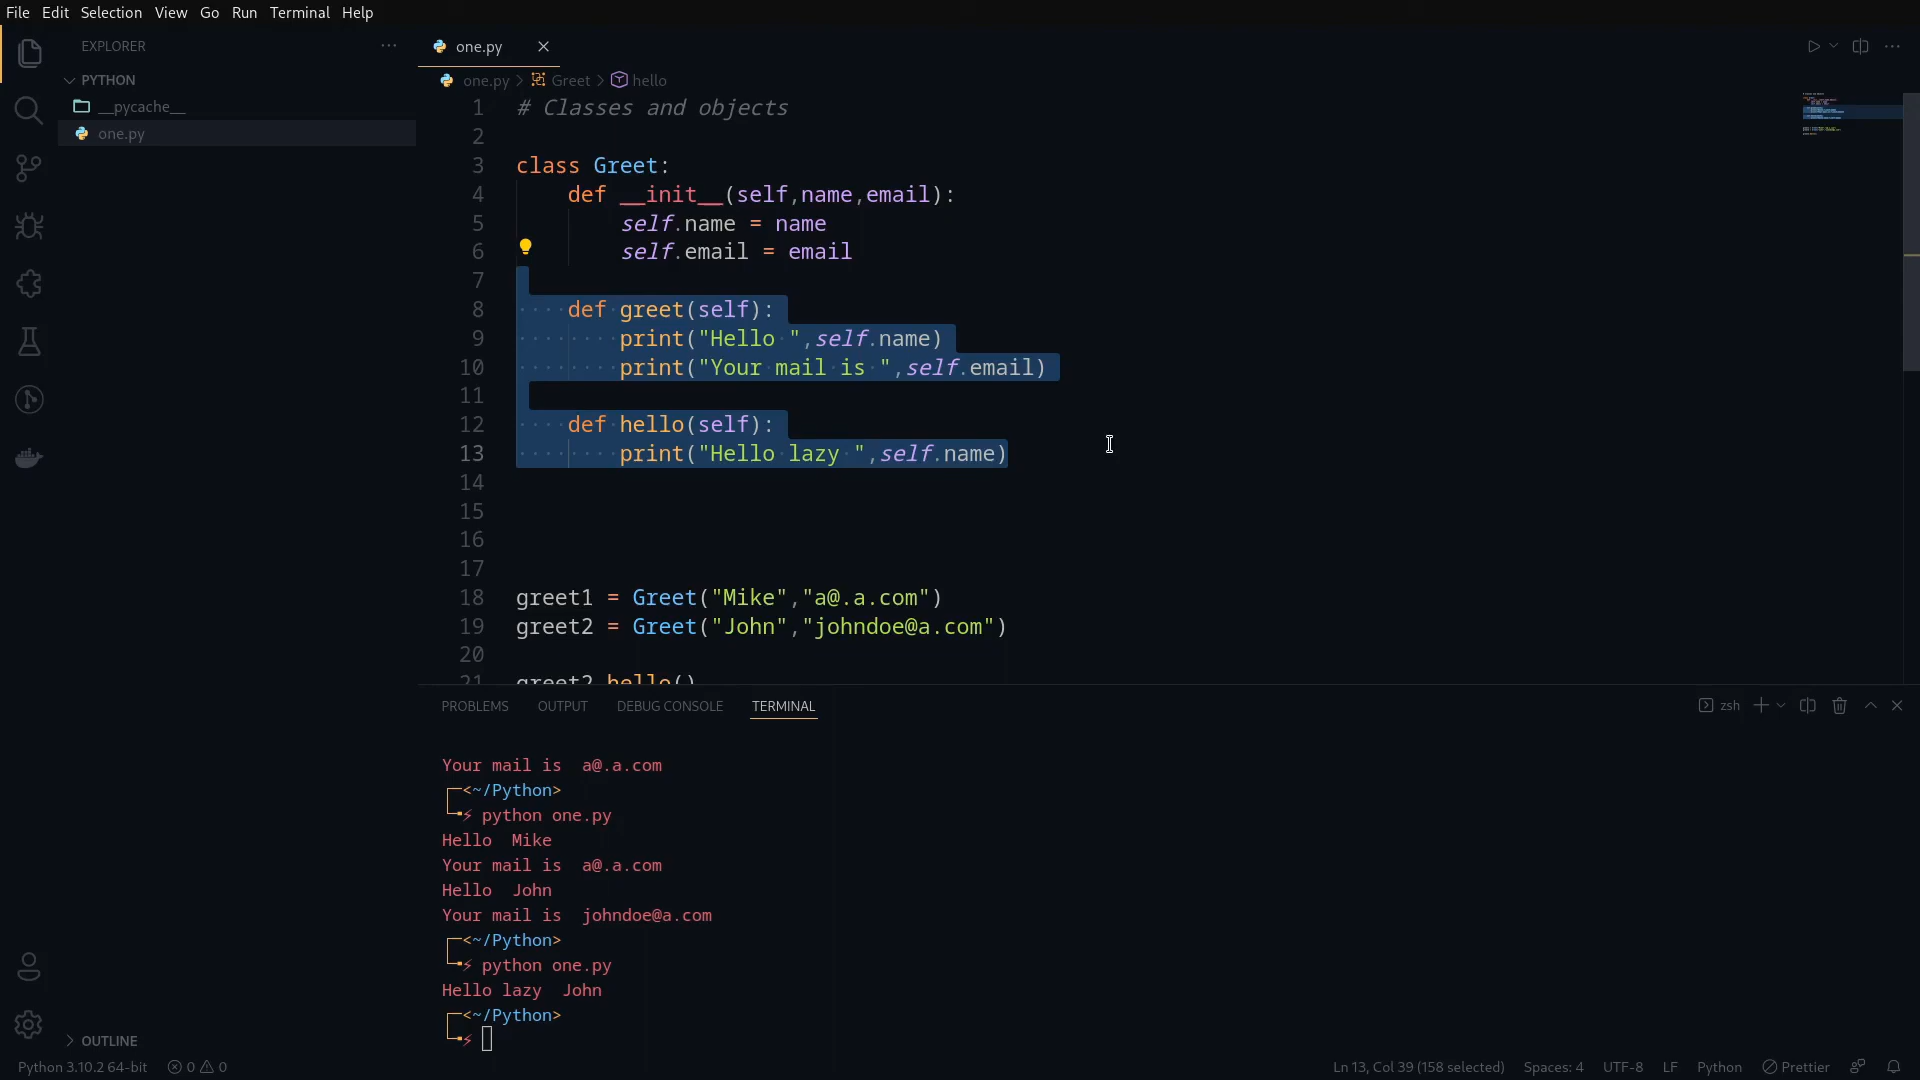 File Edit Selection View Go Run Terminal Help
EXPLORER
PYTHON
__pycache__
one.py
one.py
one.py > Greet > hello
1 # Classes and objects
2
3 class Greet:
4 def __init__(self,name,email):
5 self.name = name
6 self.email = email
7
8 def greet(self):
9 print("Hello ",self.name)
10 print("Your mail is ",self.email)
11
12 def hello(self):
13 print("Hello lazy ",self.name)
14
15
16
17
18 greet1 = Greet("Mike","a@.a.com")
19 greet2 = Greet("John","johndoe@a.com")
20
21 greet2.hello()
PROBLEMS OUTPUT DEBUG CONSOLE TERMINAL
zsh
Your mail is  a@.a.com
<~/Python>
python one.py
Hello  Mike
Your mail is  a@.a.com
Hello  John
Your mail is  johndoe@a.com
<~/Python>
python one.py
Hello lazy  John
<~/Python>
OUTLINE
Python 3.10.2 64-bit 0 0 Ln 13, Col 39 (158 selected) Spaces: 4 UTF-8 LF Python Prettier